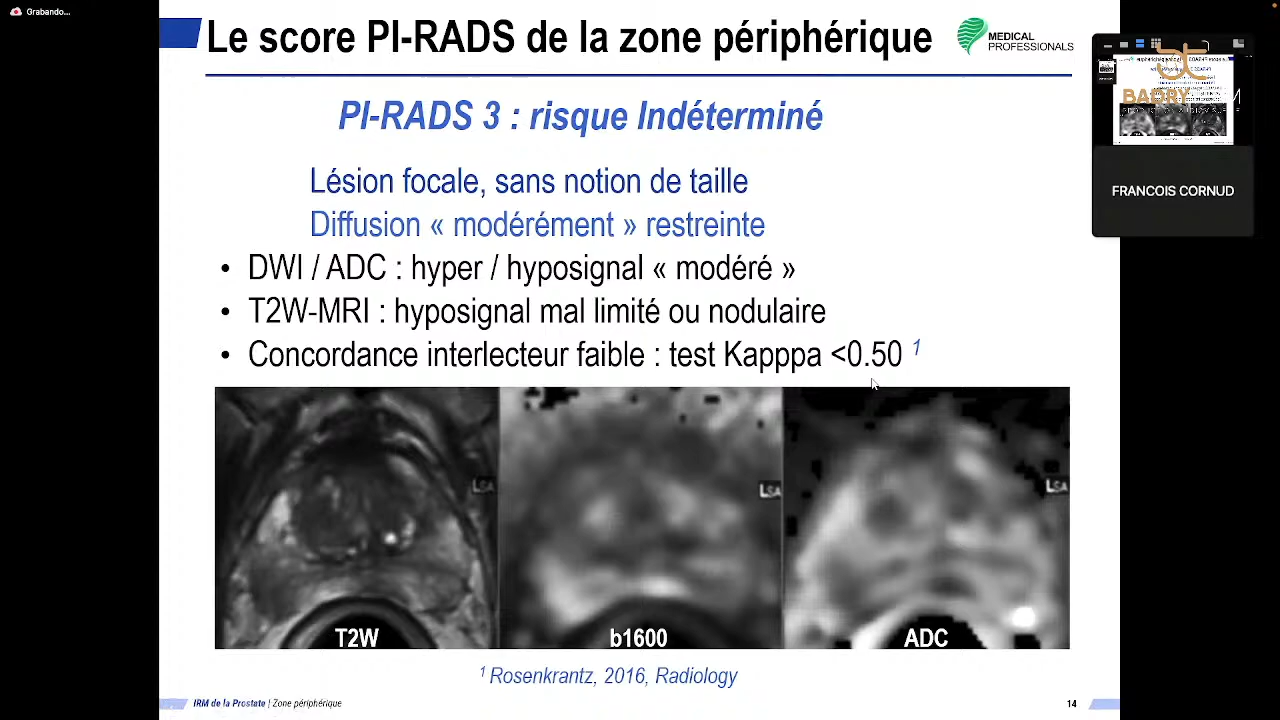 Grabando...
Le score PI-RADS de la zone périphérique
MEDICAL
PROFESSIONALS
PI-RADS 3 : risque Indéterminé
Lésion focale, sans notion de taille
Diffusion « modérément » restreinte
• DWI / ADC : hyper / hyposignal « modéré »
• T2W-MRI : hyposignal mal limité ou nodulaire
• Concordance interlecteur faible : test Kapppa <0.50 1
LSA
LSA
LSA
T2W
b1600
ADC
1 Rosenkrantz, 2016, Radiology
IRM de la Prostate | Zone périphérique
14
FRANCOIS CORNUD